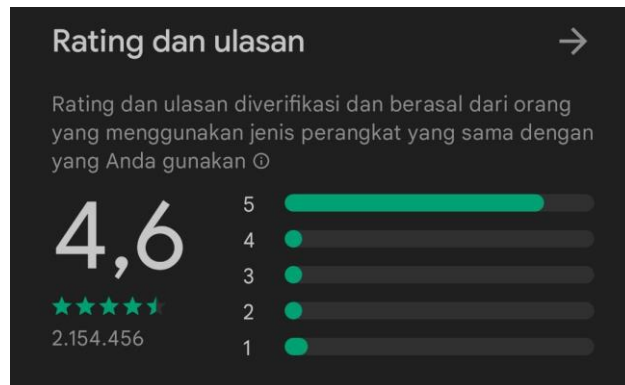 Rating dan ulasan
Rating dan ulasan diverifikasi dan berasal dari orang
yang menggunakan jenis perangkat yang sama dengan
yang Anda gunakan
4,6
2.154.456
5
4
3
2
1